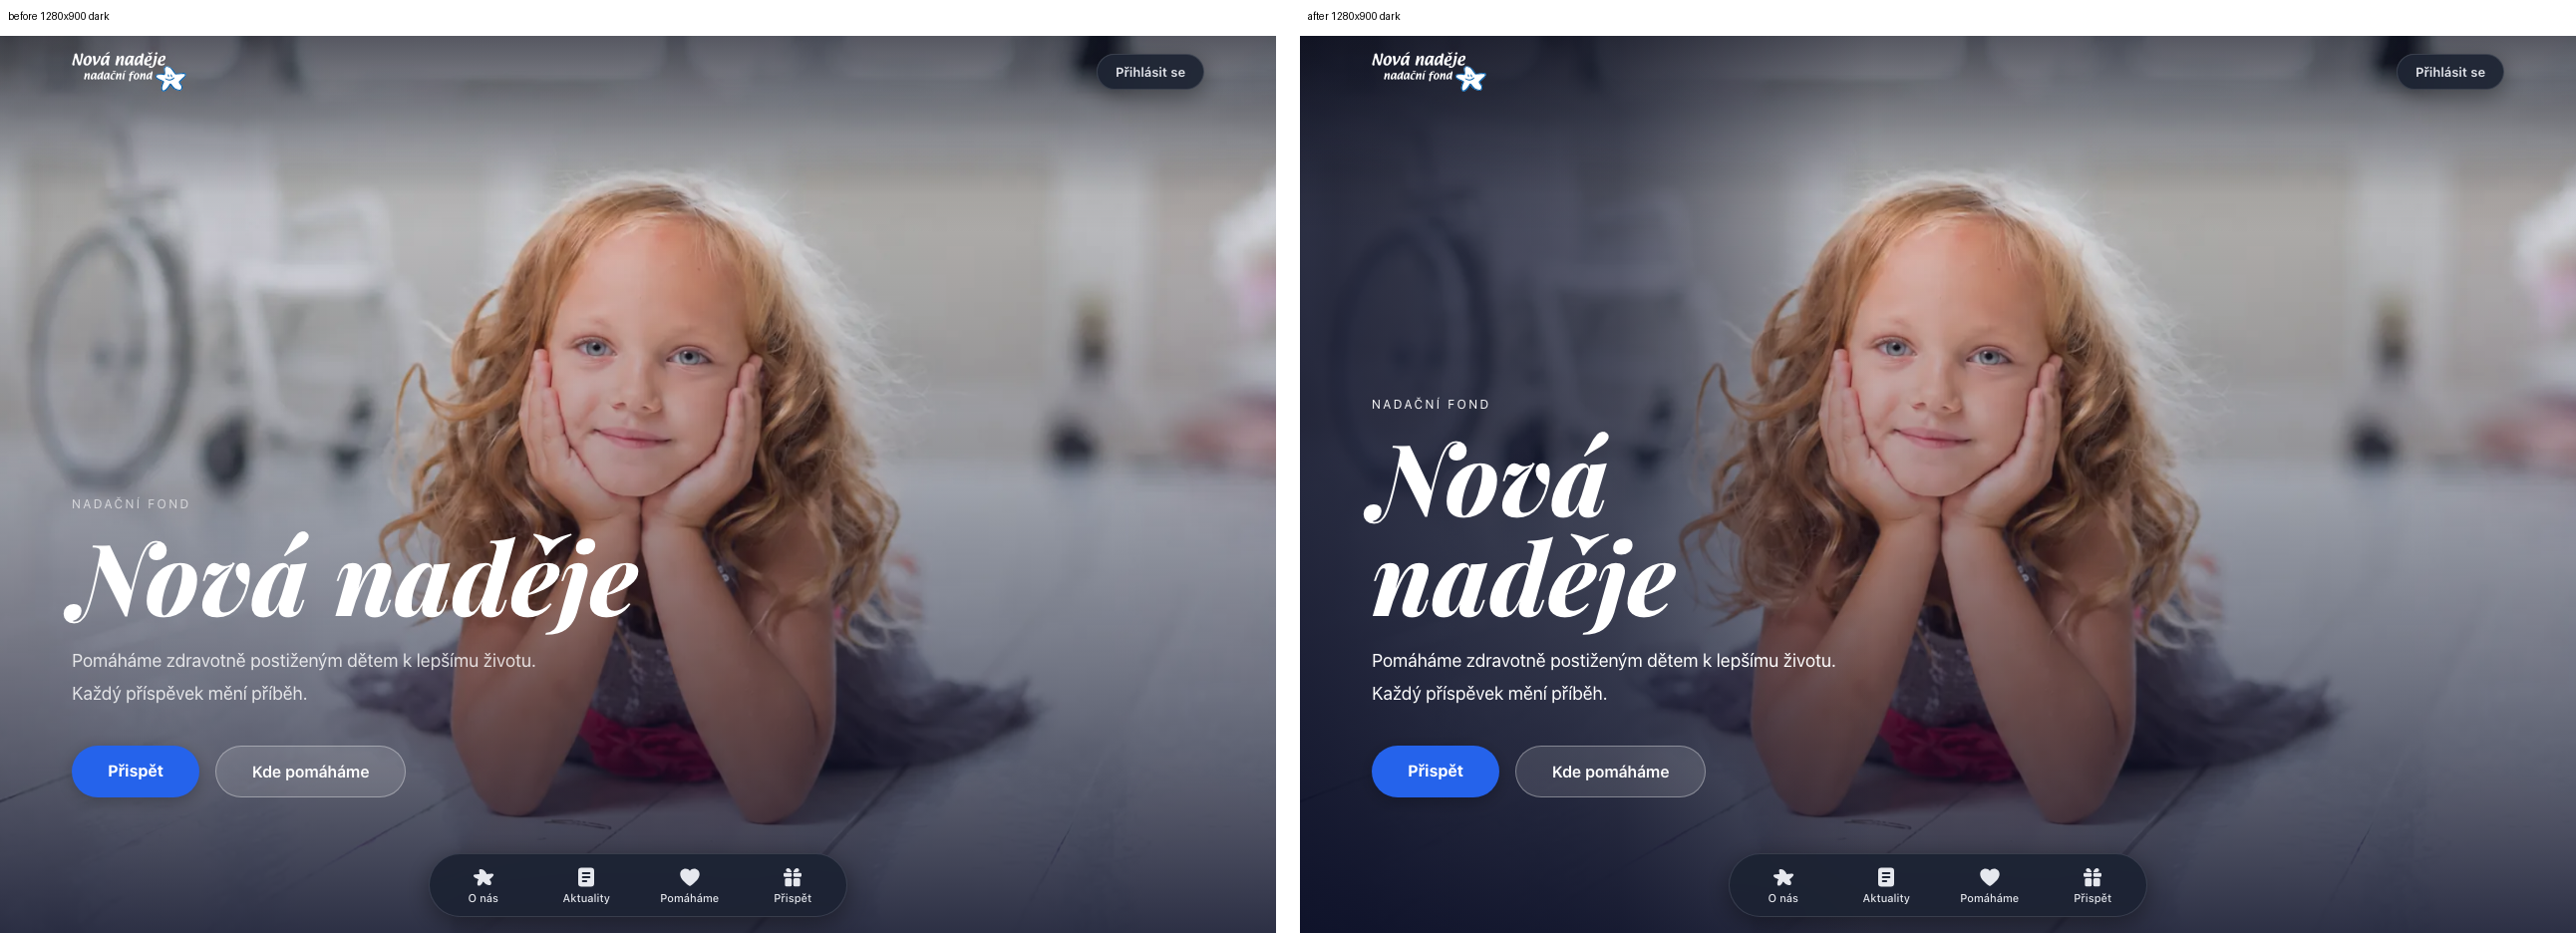 before 1280x900 dark
Nová naděje
nadační fond
Přihlásit se
NADAČNÍ FOND
Nová naděje
Pomáháme zdravotně postiženým dětem k lepšímu životu.
Každý příspěvek mění příběh.
Přispět
Kde pomáháme
O nás
Aktuality
Pomáháme
Přispět
after 1280x900 dark
Nová naděje
nadační fond
Přihlásit se
NADAČNÍ FOND
Nová
naděje
Pomáháme zdravotně postiženým dětem k lepšímu životu.
Každý příspěvek mění příběh.
Přispět
Kde pomáháme
O nás
Aktuality
Pomáháme
Přispět